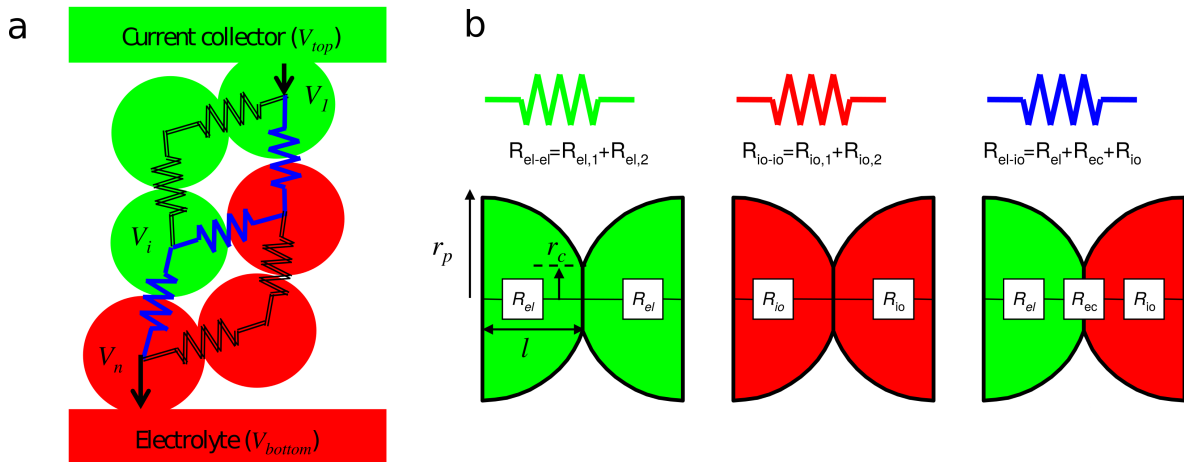 a
Current collector (V_top)
V_1
V_i
V_n
Electrolyte (V_bottom)
b
R_el-el=R_el,1+R_el,2
R_io-io=R_io,1+R_io,2
R_el-io=R_el+R_ec+R_io
r_p
r_c
R_el
R_el
l
R_io
R_io
R_el
R_ec
R_io